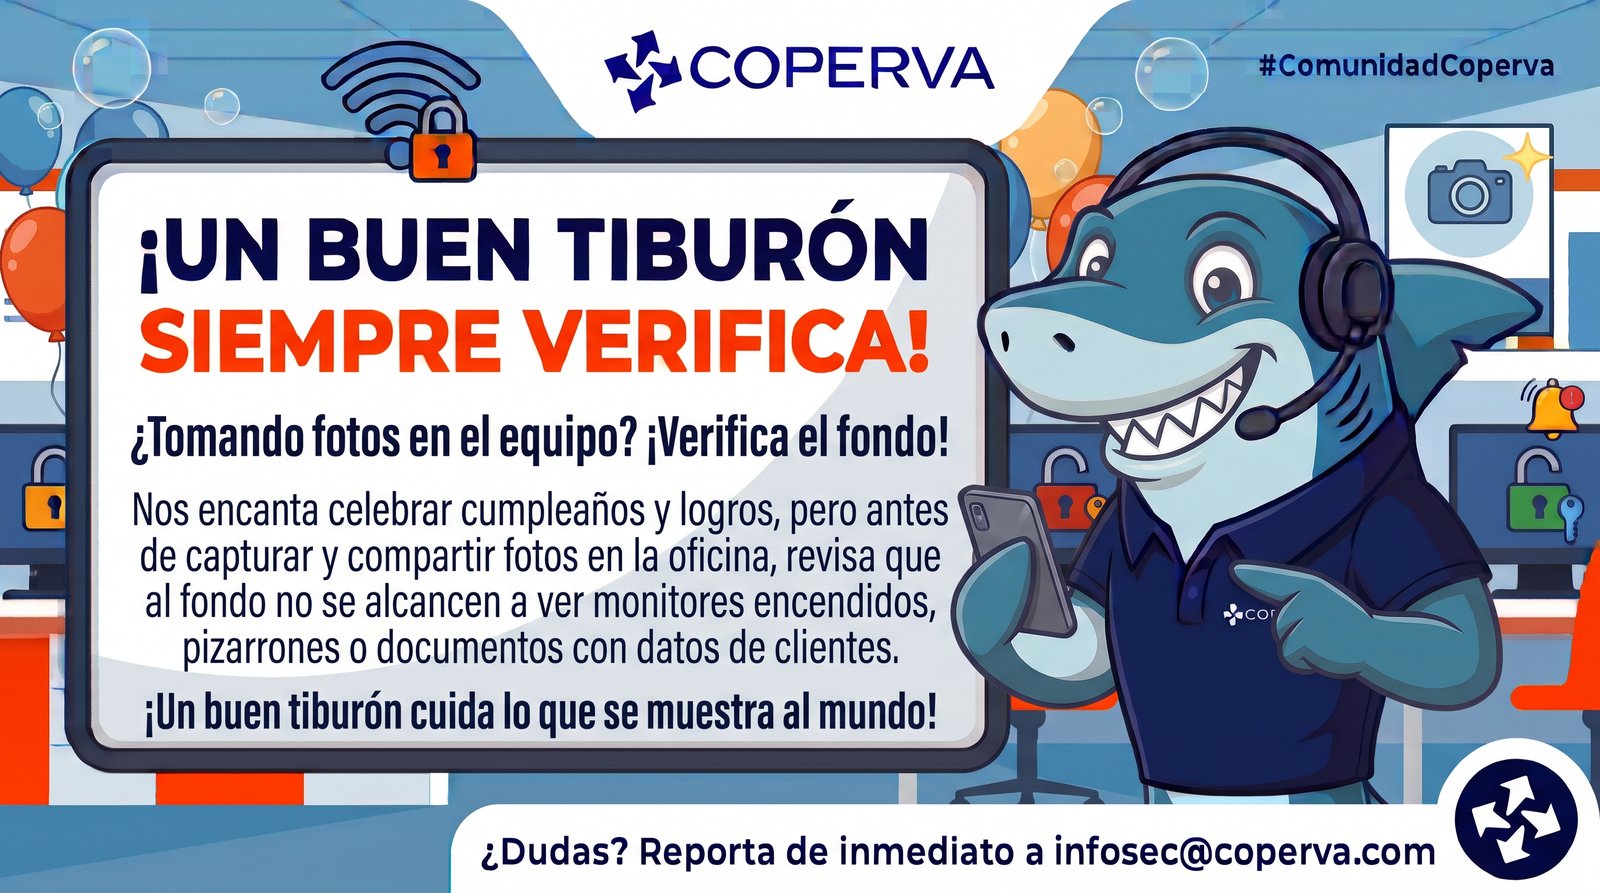 COPERVA
#ComunidadCoperva
¡UN BUEN TIBURÓN
SIEMPRE VERIFICA!
¿Tomando fotos en el equipo? ¡Verifica el fondo!
Nos encanta celebrar cumpleaños y logros, pero antes
de capturar y compartir fotos en la oficina, revisa que
al fondo no se alcancen a ver monitores encendidos,
pizarrones o documentos con datos de clientes.
¡Un buen tiburón cuida lo que se muestra al mundo!
COP
¿Dudas? Reporta de inmediato a infosec@coperva.com